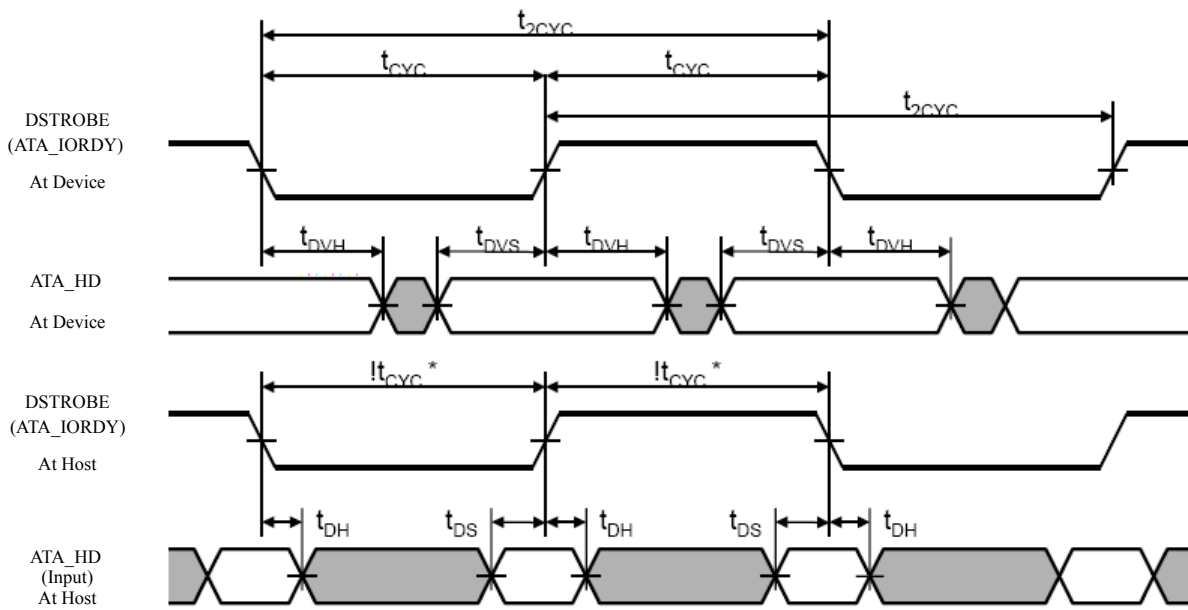 t2CYC
tCYC tCYC
t2CYC
DSTROBE
(ATA_IORDY)
At Device
tDVH tDVS tDVH tDVS tDVH
ATA_HD
At Device
!tCYC * !tCYC *
DSTROBE
(ATA_IORDY)
At Host
tDH tDS tDH tDS tDH
ATA_HD
(Input)
At Host